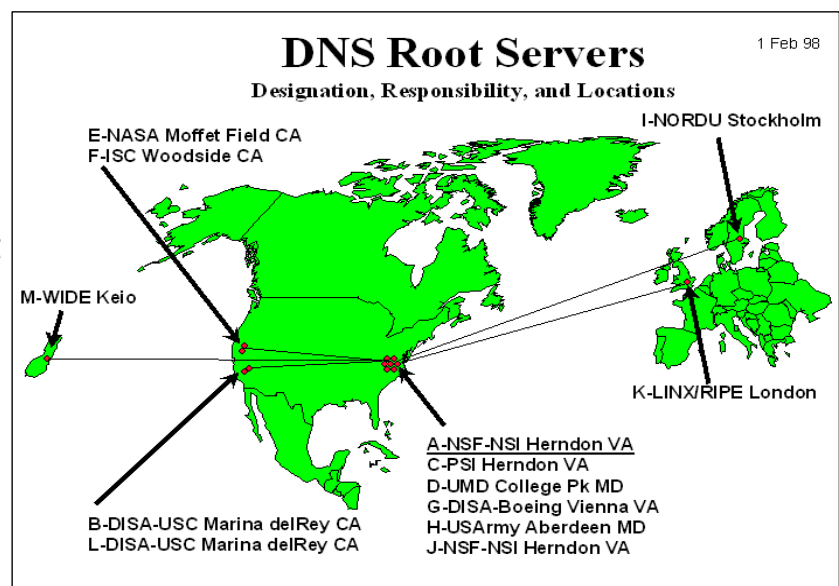 DNS Root Servers
1 Feb 98
Designation, Responsibility, and Locations
E-NASA Moffet Field CA
F-ISC Woodside CA
I-NORDU Stockholm
M-WIDE Keio
K-LINX/RIPE London
A-NSF-NSI Herndon VA
C-PSI Herndon VA
D-UMD College Pk MD
G-DISA-Boeing Vienna VA
H-USArmy Aberdeen MD
J-NSF-NSI Herndon VA
B-DISA-USC Marina delRey CA
L-DISA-USC Marina delRey CA